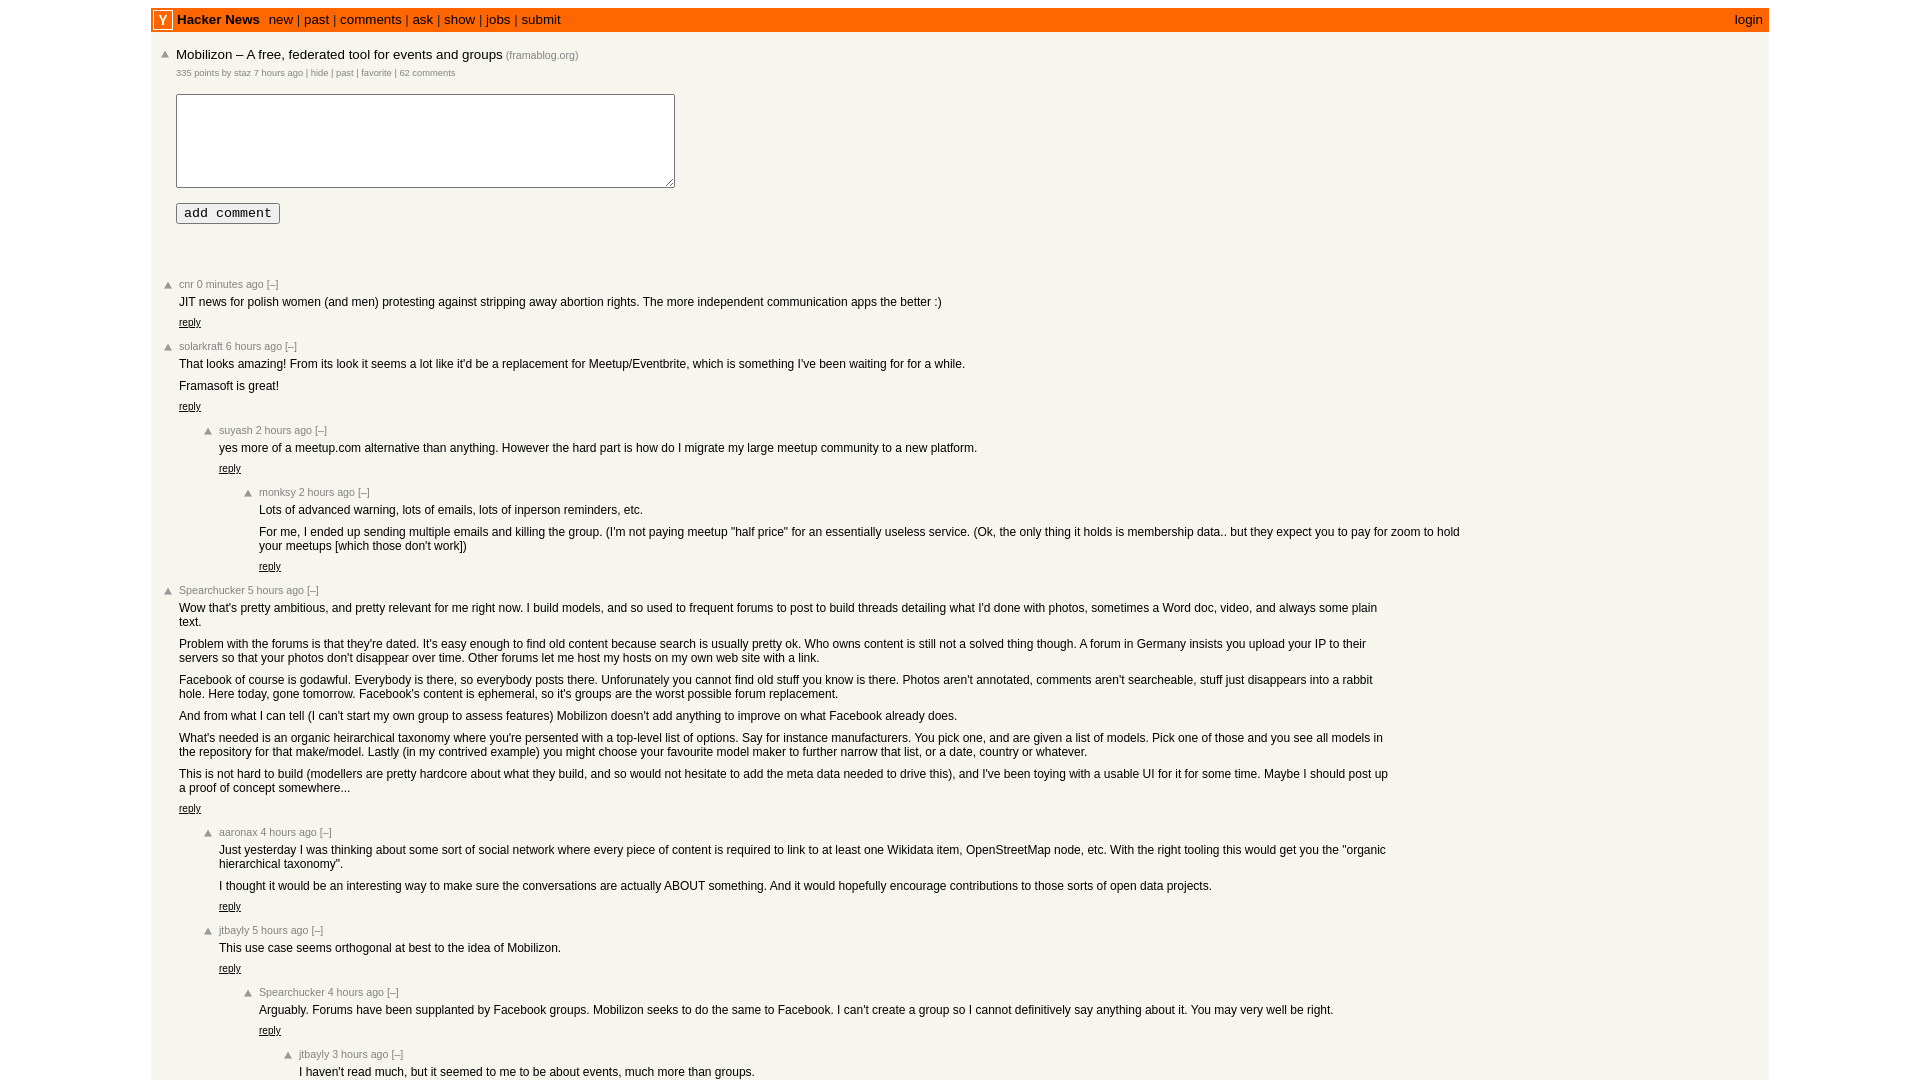 Y Hacker News new | past | comments | ask | show | jobs | submit login
Mobilizon – A free, federated tool for events and groups (framablog.org)
335 points by staz 7 hours ago | hide | past | favorite | 62 comments
add comment
cnr 0 minutes ago [–]
JIT news for polish women (and men) protesting against stripping away abortion rights. The more independent communication apps the better :)
reply
solarkraft 6 hours ago [–]
That looks amazing! From its look it seems a lot like it'd be a replacement for Meetup/Eventbrite, which is something I've been waiting for for a while.
Framasoft is great!
reply
suyash 2 hours ago [–]
yes more of a meetup.com alternative than anything. However the hard part is how do I migrate my large meetup community to a new platform.
reply
monksy 2 hours ago [–]
Lots of advanced warning, lots of emails, lots of inperson reminders, etc.
For me, I ended up sending multiple emails and killing the group. (I'm not paying meetup "half price" for an essentially useless service. (Ok, the only thing it holds is membership data.. but they expect you to pay for zoom to hold
your meetups [which those don't work])
reply
Spearchucker 5 hours ago [–]
Wow that's pretty ambitious, and pretty relevant for me right now. I build models, and so used to frequent forums to post to build threads detailing what I'd done with photos, sometimes a Word doc, video, and always some plain
text.
Problem with the forums is that they're dated. It's easy enough to find old content because search is usually pretty ok. Who owns content is still not a solved thing though. A forum in Germany insists you upload your IP to their
servers so that your photos don't disappear over time. Other forums let me host my hosts on my own web site with a link.
Facebook of course is godawful. Everybody is there, so everybody posts there. Unforunately you cannot find old stuff you know is there. Photos aren't annotated, comments aren't searcheable, stuff just disappears into a rabbit
hole. Here today, gone tomorrow. Facebook's content is ephemeral, so it's groups are the worst possible forum replacement.
And from what I can tell (I can't start my own group to assess features) Mobilizon doesn't add anything to improve on what Facebook already does.
What's needed is an organic heirarchical taxonomy where you're persented with a top-level list of options. Say for instance manufacturers. You pick one, and are given a list of models. Pick one of those and you see all models in
the repository for that make/model. Lastly (in my contrived example) you might choose your favourite model maker to further narrow that list, or a date, country or whatever.
This is not hard to build (modellers are pretty hardcore about what they build, and so would not hesitate to add the meta data needed to drive this), and I've been toying with a usable UI for it for some time. Maybe I should post up
a proof of concept somewhere...
reply
aaronax 4 hours ago [–]
Just yesterday I was thinking about some sort of social network where every piece of content is required to link to at least one Wikidata item, OpenStreetMap node, etc. With the right tooling this would get you the "organic
hierarchical taxonomy".
I thought it would be an interesting way to make sure the conversations are actually ABOUT something. And it would hopefully encourage contributions to those sorts of open data projects.
reply
jtbayly 5 hours ago [–]
This use case seems orthogonal at best to the idea of Mobilizon.
reply
Spearchucker 4 hours ago [–]
Arguably. Forums have been supplanted by Facebook groups. Mobilizon seeks to do the same to Facebook. I can't create a group so I cannot definitively say anything about it. You may very well be right.
reply
jtbayly 3 hours ago [–]
I haven't read much, but it seemed to me to be about events, much more than groups.